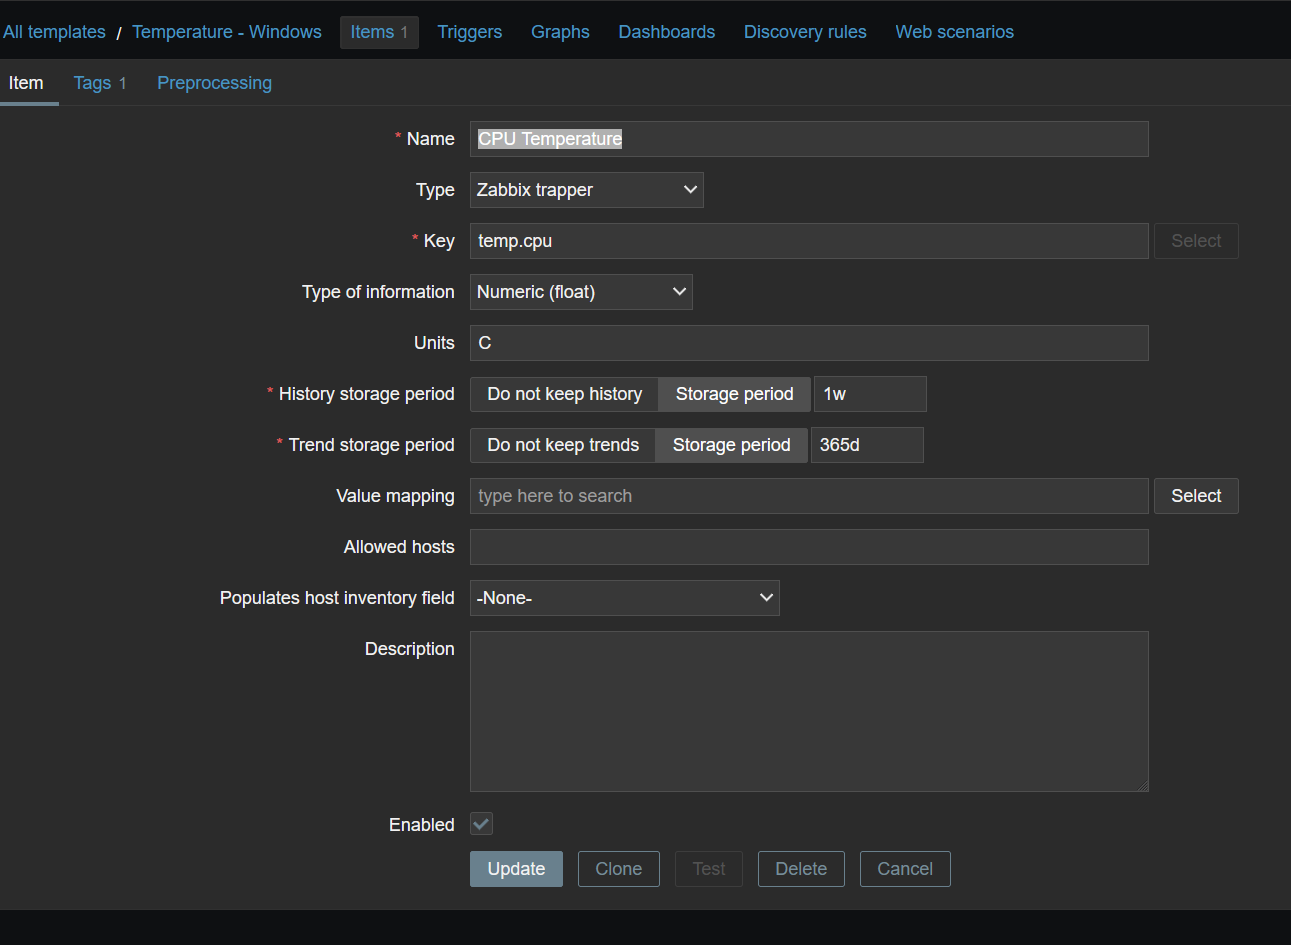 All templates / Temperature - Windows Items 1 Triggers Graphs Dashboards Discovery rules Web scenarios
Item Tags 1 Preprocessing
* Name CPU Temperature
Type Zabbix trapper
* Key temp.cpu Select
Type of information Numeric (float)
Units C
* History storage period Do not keep history Storage period 1w
* Trend storage period Do not keep trends Storage period 365d
Value mapping type here to search Select
Allowed hosts
Populates host inventory field -None-
Description
Enabled
Update Clone Test Delete Cancel